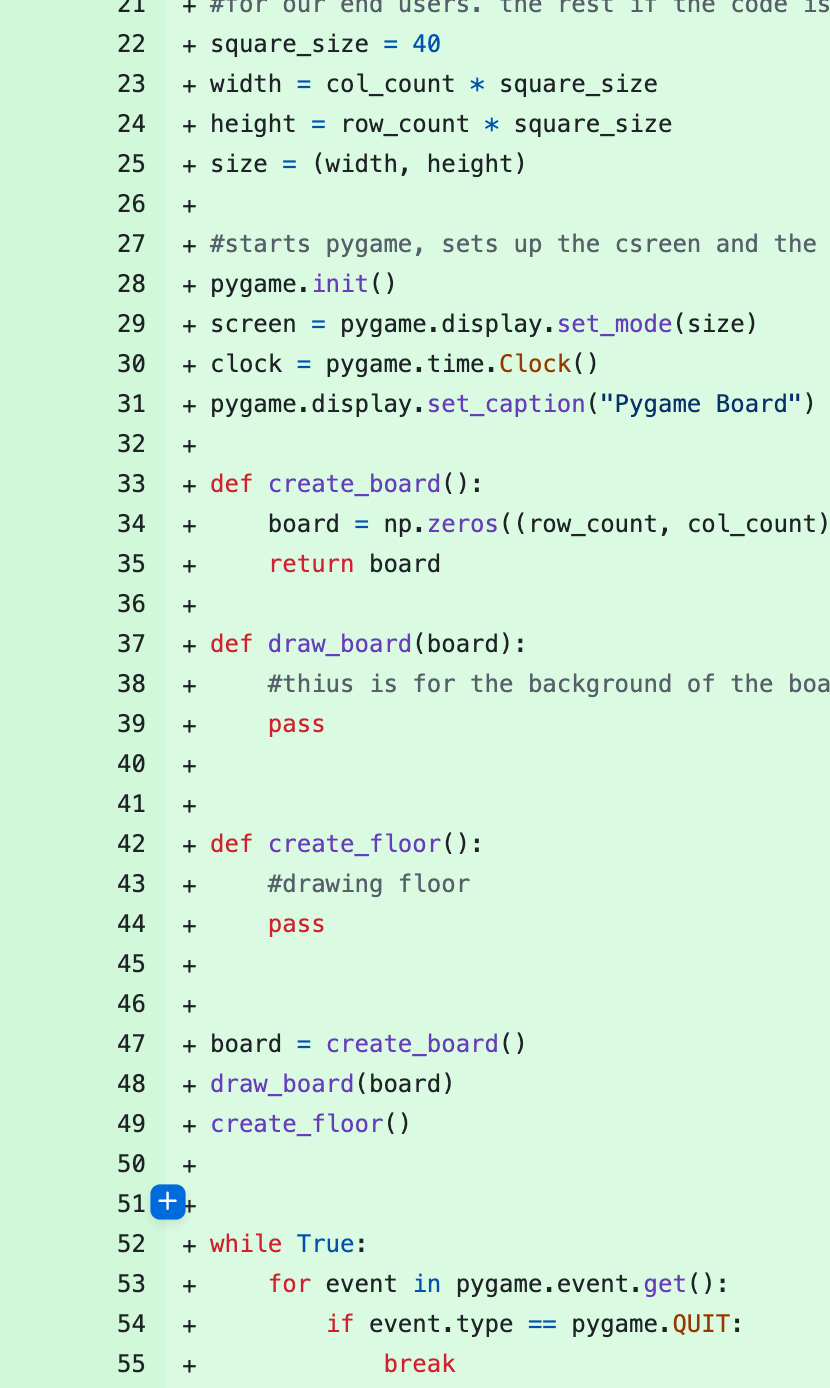 21 + #for our end users. the rest if the code is
22 + square_size = 40
23 + width = col_count * square_size
24 + height = row_count * square_size
25 + size = (width, height)
26 +
27 + #starts pygame, sets up the csreen and the
28 + pygame.init()
29 + screen = pygame.display.set_mode(size)
30 + clock = pygame.time.Clock()
31 + pygame.display.set_caption("Pygame Board")
32 +
33 + def create_board():
34 +     board = np.zeros((row_count, col_count)
35 +     return board
36 +
37 + def draw_board(board):
38 +     #thius is for the background of the boa
39 +     pass
40 +
41 +
42 + def create_floor():
43 +     #drawing floor
44 +     pass
45 +
46 +
47 + board = create_board()
48 + draw_board(board)
49 + create_floor()
50 +
51 + +
52 + while True:
53 +     for event in pygame.event.get():
54 +         if event.type == pygame.QUIT:
55 +             break